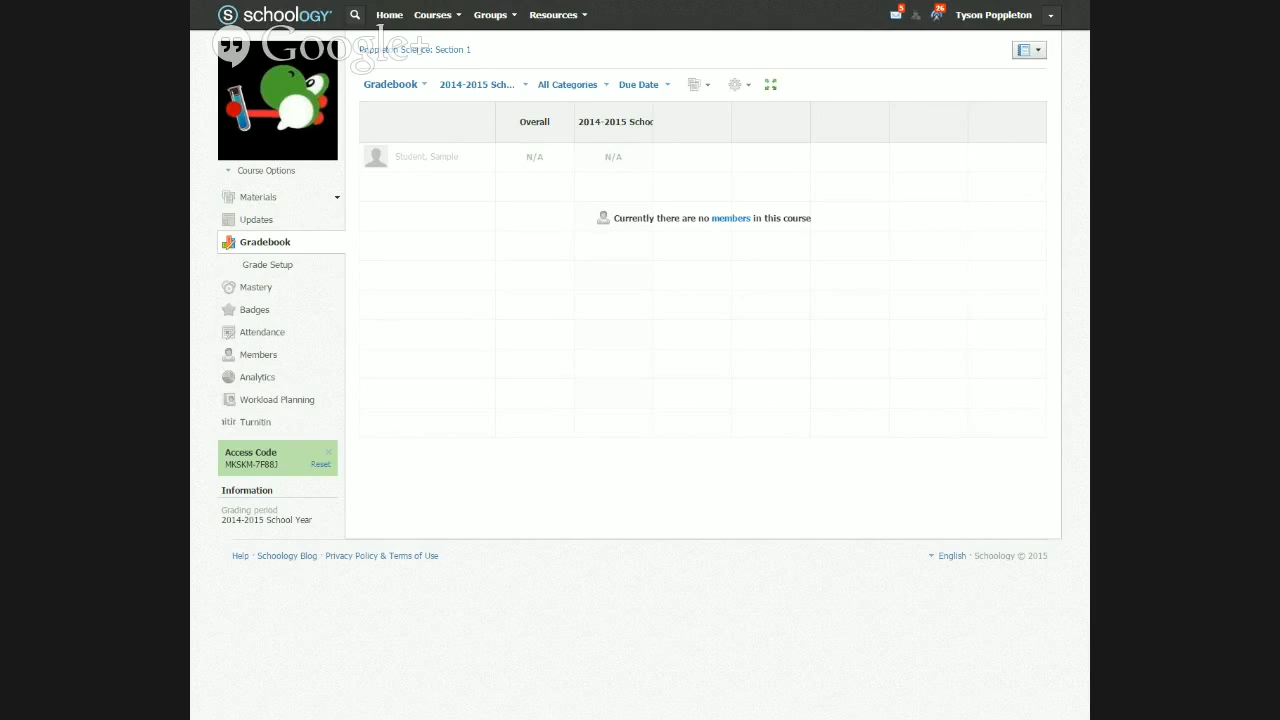 schoology
Home Courses Groups Resources
5
26
Tyson Poppleton
Google+
Science: Section 1
Gradebook 2014-2015 Sch... All Categories Due Date
Overall 2014-2015 Schoo
Student, Sample N/A N/A
Currently there are no members in this course
Course Options
Materials
Updates
Gradebook
Grade Setup
Mastery
Badges
Attendance
Members
Analytics
Workload Planning
Turnitin
Access Code
MKSKM-7F88J Reset
Information
Grading period
2014-2015 School Year
Help · Schoology Blog · Privacy Policy & Terms of Use
English · Schoology © 2015